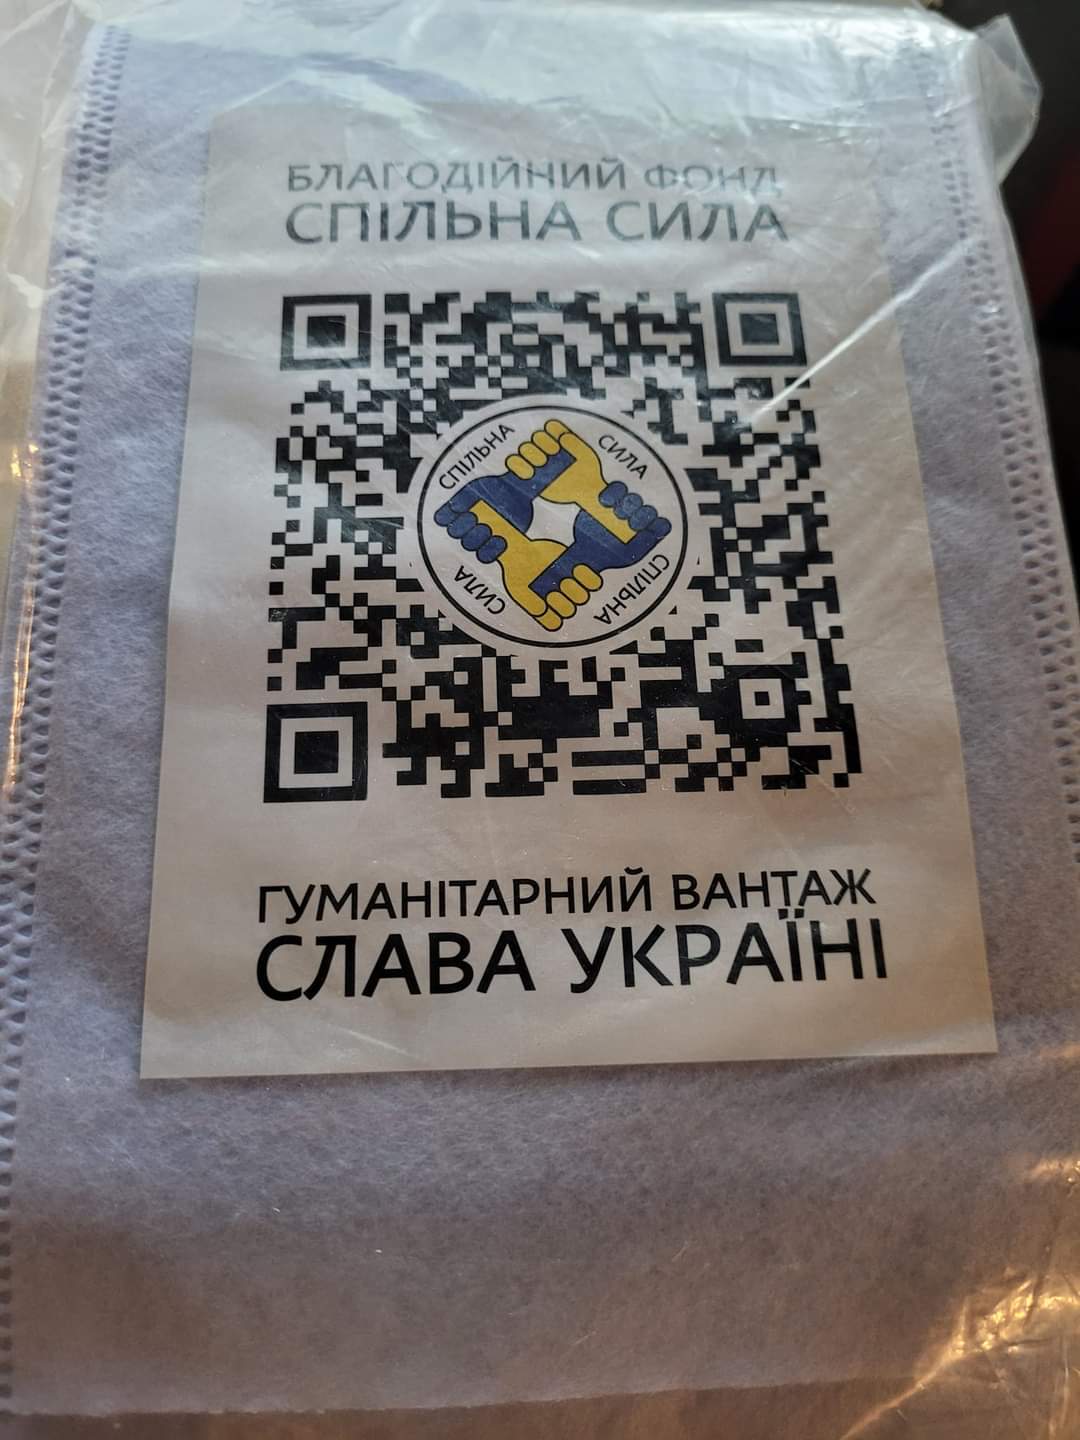 БЛАГОДІЙНИЙ ФОНД
СПІЛЬНА СИЛА
СПІЛЬНА
СИЛА
СИЛА
СПІЛЬНА
ГУМАНІТАРНИЙ ВАНТАЖ
СЛАВА УКРАЇНІ